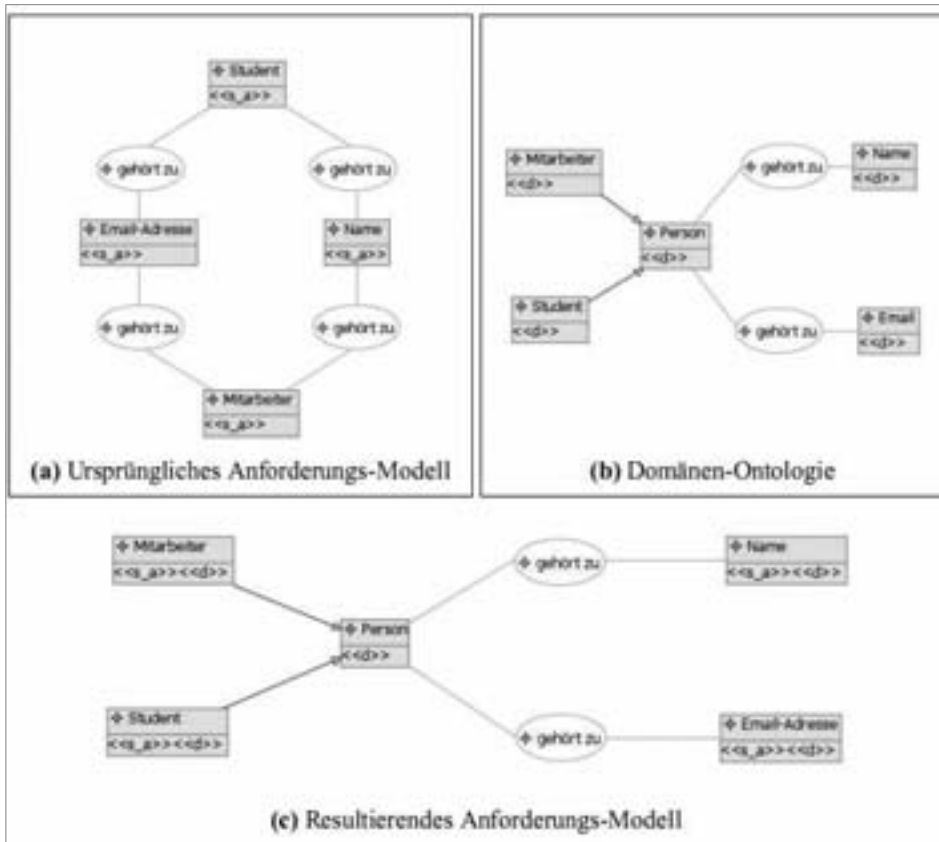 Student
<<s_a>>
gehört zu
gehört zu
Email-Adresse
<<s_a>>
Name
<<s_a>>
gehört zu
gehört zu
Mitarbeiter
<<s_a>>
(a) Ursprüngliches Anforderungs-Modell
Mitarbeiter
<<d>>
gehört zu
Name
<<d>>
Person
<<d>>
Student
<<d>>
gehört zu
Email
<<d>>
(b) Domänen-Ontologie
Mitarbeiter
<<s_a>><<d>>
gehört zu
Name
<<s_a>><<d>>
Person
<<d>>
Student
<<s_a>><<d>>
gehört zu
Email-Adresse
<<s_a>><<d>>
(c) Resultierendes Anforderungs-Modell